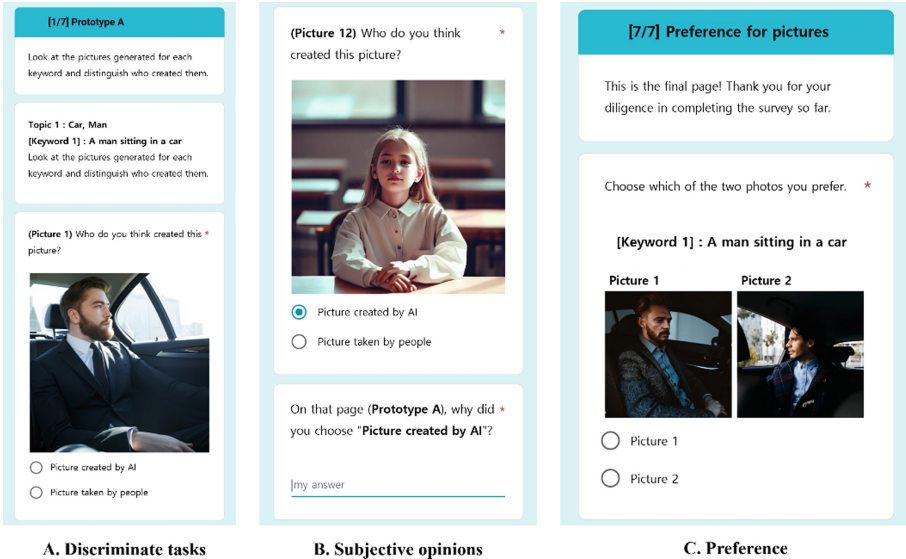 [1/7] Prototype A
Look at the pictures generated for each
keyword and distinguish who created them.
Topic 1 : Car, Man
[Keyword 1] : A man sitting in a car
Look at the pictures generated for each
keyword and distinguish who created them.
(Picture 1) Who do you think created this *
picture?
Picture created by AI
Picture taken by people
A. Discriminate tasks
(Picture 12) Who do you think *
created this picture?
Picture created by AI
Picture taken by people
On that page (Prototype A), why did *
you choose "Picture created by AI"?
my answer
B. Subjective opinions
[7/7] Preference for pictures
This is the final page! Thank you for your
diligence in completing the survey so far.
Choose which of the two photos you prefer. *
[Keyword 1] : A man sitting in a car
Picture 1 Picture 2
Picture 1
Picture 2
C. Preference